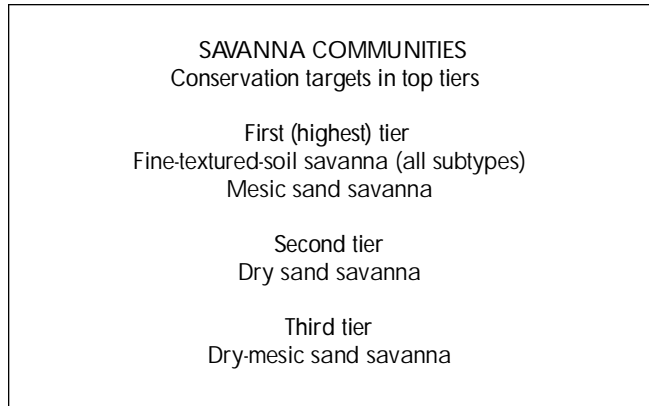 SAVANNA COMMUNITIES
Conservation targets in top tiers
First (highest) tier
Fine-textured-soil savanna (all subtypes)
Mesic sand savanna
Second tier
Dry sand savanna
Third tier
Dry-mesic sand savanna